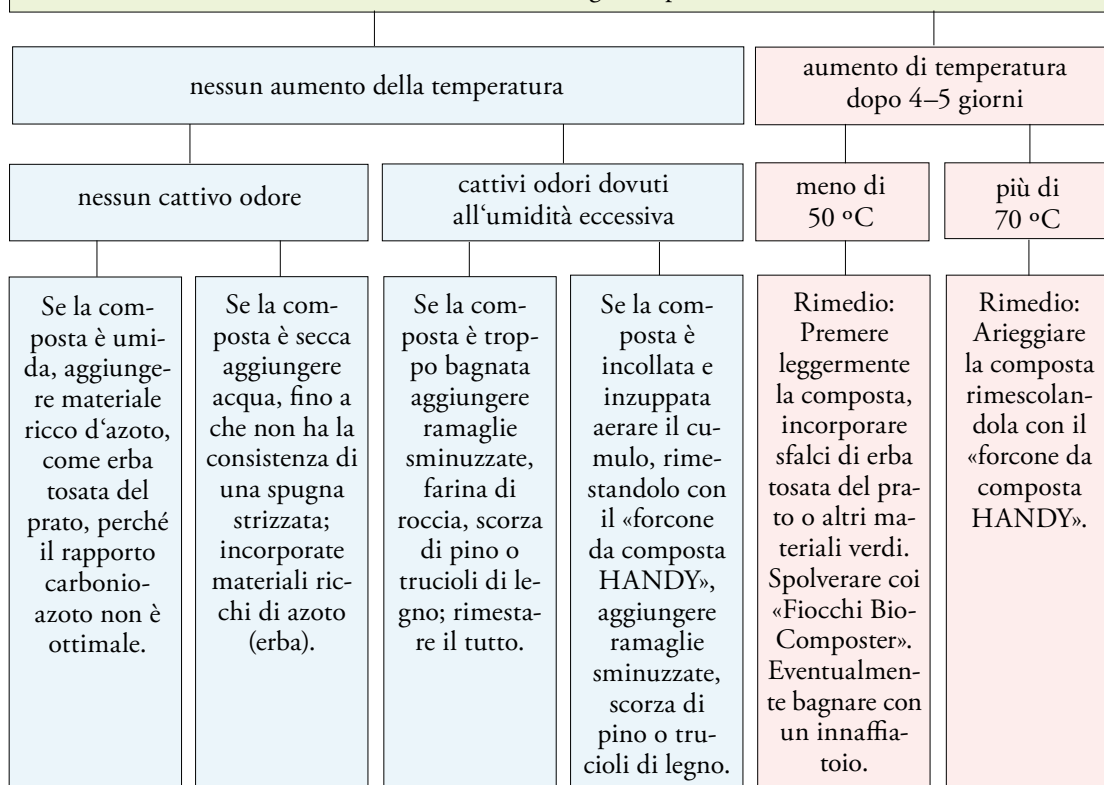 nessun aumento della temperatura
aumento di temperatura
dopo 4–5 giorni
nessun cattivo odore
cattivi odori dovuti
all‘umidità eccessiva
meno di
50 ºC
più di
70 ºC
Se la com-
posta è umi-
da, aggiunge-
re materiale
ricco d‘azoto,
come erba
tosata del
prato, perché
il rapporto
carbonio-
azoto non è
ottimale.
Se la com-
posta è secca
aggiungere
acqua, fino a
che non ha la
consistenza di
una spugna
strizzata;
incorporate
materiali ric-
chi di azoto
(erba).
Se la com-
posta è trop-
po bagnata
aggiungere
ramaglie
sminuzzate,
farina di
roccia, scorza
di pino o
trucioli di le-
gno; rimesta-
re il tutto.
Se la com-
posta è
incollata e
inzuppata
aerare il cu-
mulo, rime-
standolo con
il «forcone
da composta
HANDY»,
aggiungere
ramaglie
sminuzzate,
scorza di
pino o tru-
cioli di legno.
Rimedio:
Premere
leggermente
la composta,
incorporare
sfalci di erba
tosata del pra-
to o altri ma-
teriali verdi.
Spolverare coi
«Fiocchi Bio-
Composter».
Eventualmen-
te bagnare con
un innaffia-
toio.
Rimedio:
Arieggiare
la composta
rimescolan-
dola con il
«forcone da
composta
HANDY».